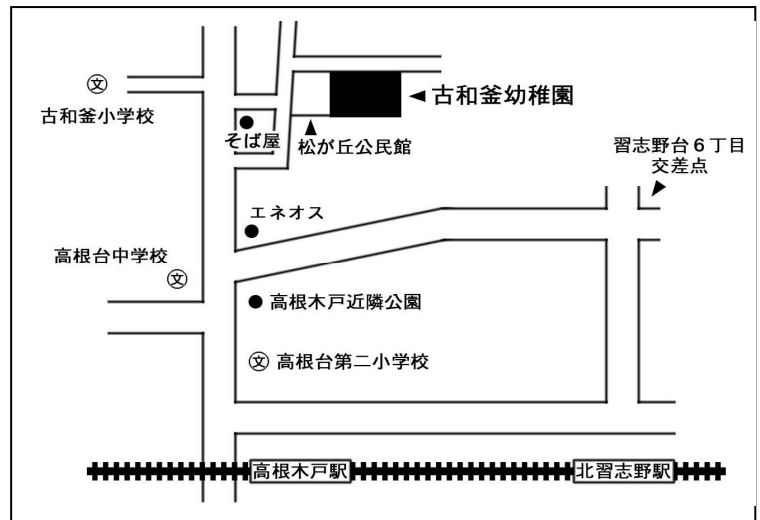 文
古和釜小学校
古和釜幼稚園
そば屋
松が丘公民館
習志野台６丁目
交差点
エネオス
高根台中学校
文
高根木戸近隣公園
文 高根台第二小学校
高根木戸駅
北習志野駅